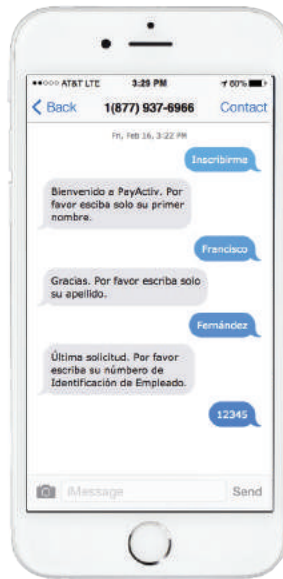 AT&T LTE 3:29 PM 60%
Back 1(877) 937-6966 Contact
Fri, Feb 16, 3:22 PM
Inscribirme
Bienvenido a PayActiv. Por
favor esciba solo su primer
nombre.
Francisco
Gracias. Por favor escriba solo
su apellido.
Fernández
Última solicitud. Por favor
escriba su númbero de
Identificación de Empleado.
12345
iMessage Send